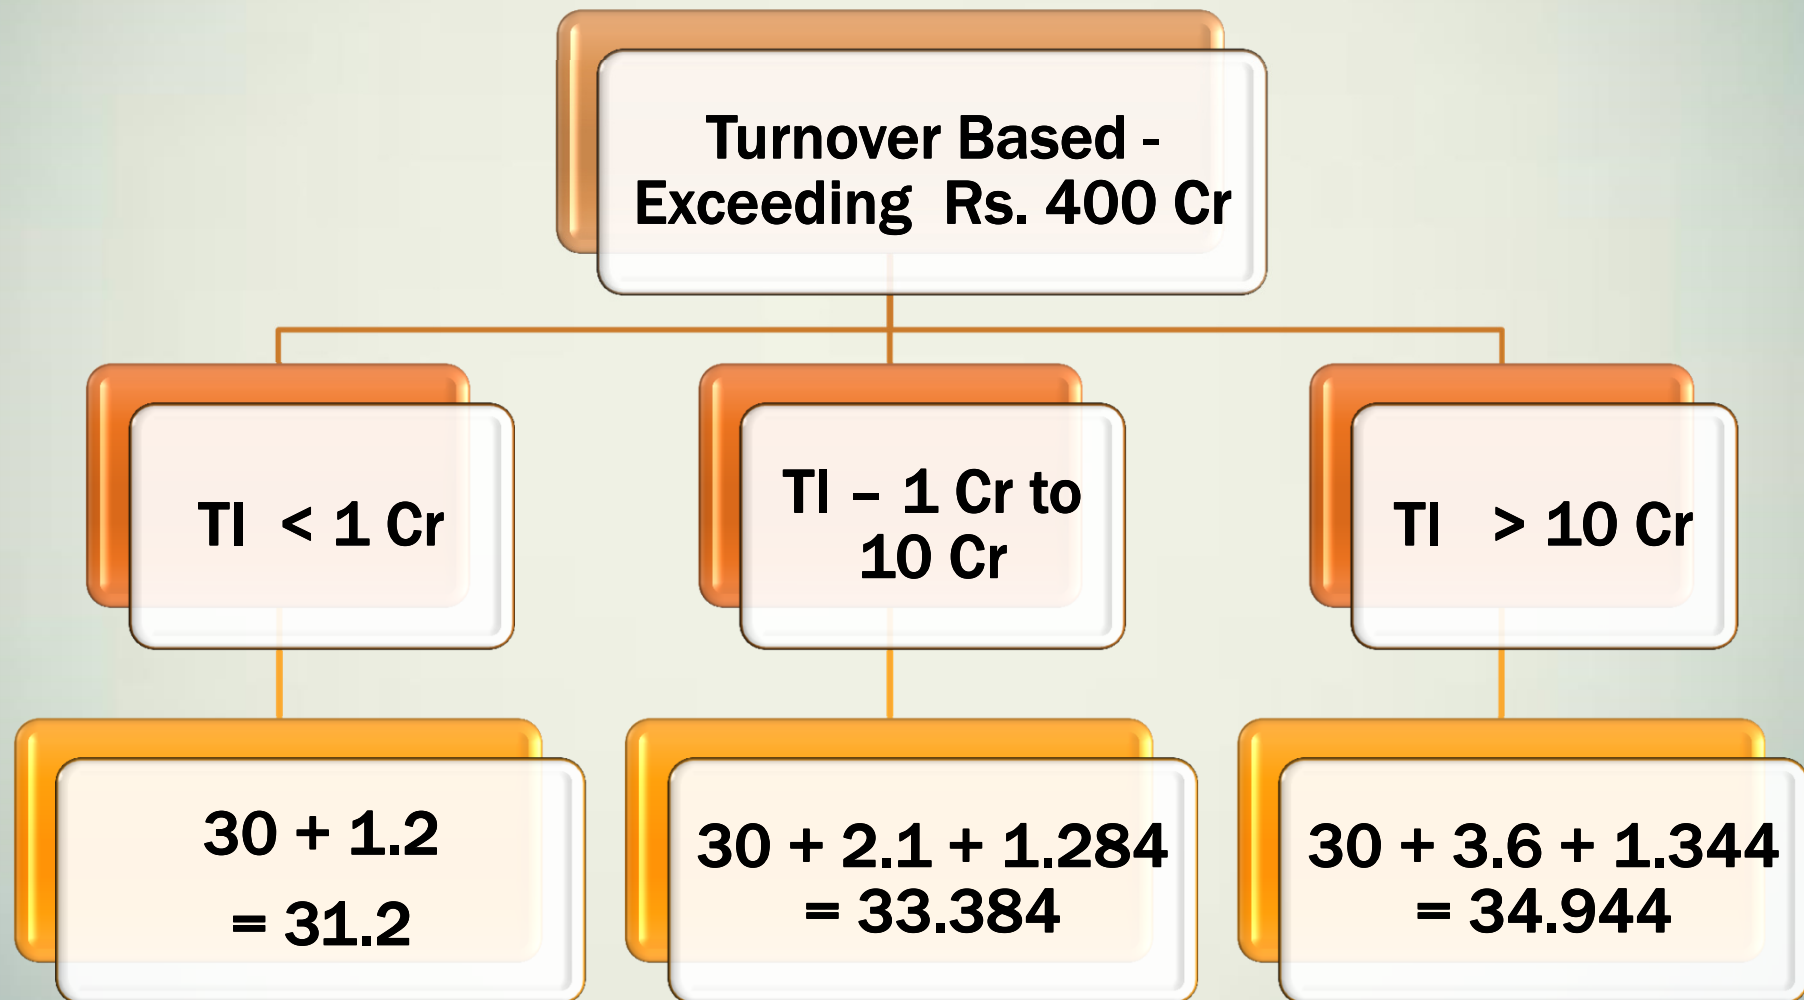 Turnover Based -
Exceeding Rs. 400 Cr
TI < 1 Cr
TI – 1 Cr to
10 Cr
TI > 10 Cr
30 + 1.2
= 31.2
30 + 2.1 + 1.284
= 33.384
30 + 3.6 + 1.344
= 34.944